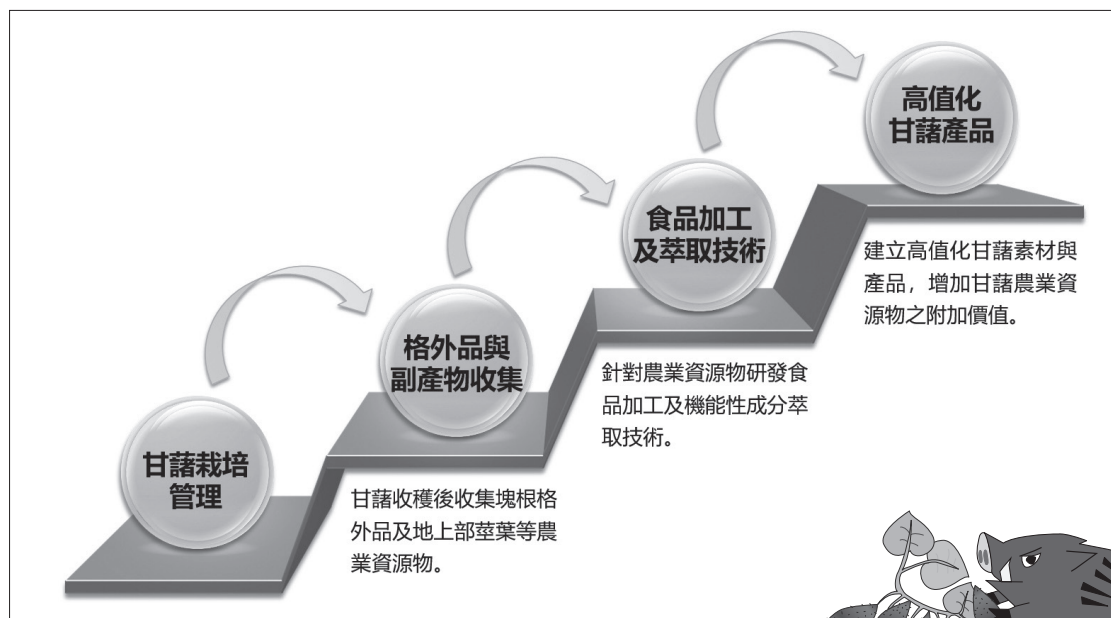 甘藷栽培
管理
格外品與
副產物收集
甘藷收穫後收集塊根格
外品及地上部莖葉等農
業資源物。
食品加工
及萃取技術
針對農業資源物研發食
品加工及機能性成分萃
取技術。
高值化
甘藷產品
建立高值化甘藷素材與
產品，增加甘藷農業資
源物之附加價值。